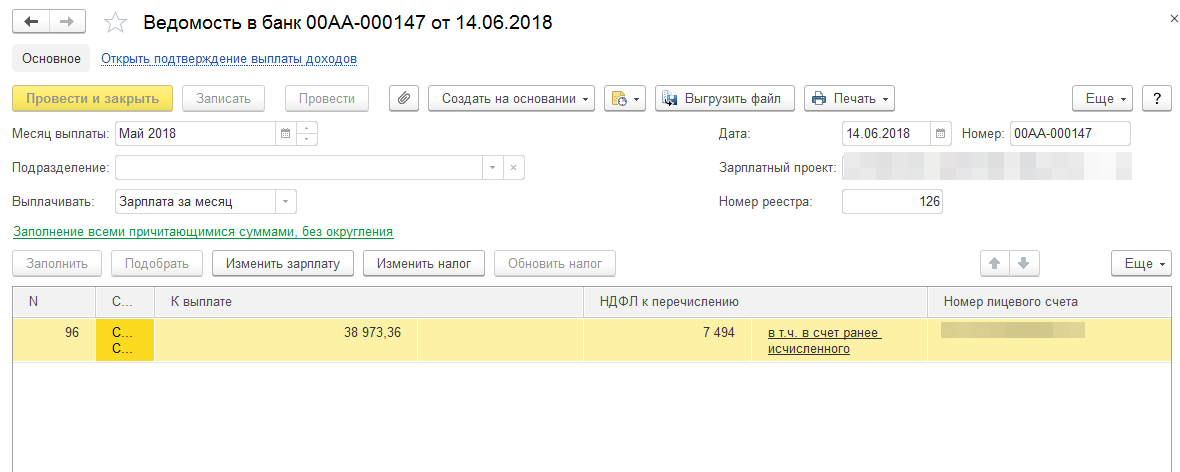 Ведомость в банк 00АА-000147 от 14.06.2018
Основное Открыть подтверждение выплаты доходов
Провести и закрыть Записать Провести Создать на основании Выгрузить файл Печать Еще ?
Месяц выплаты: Май 2018 Дата: 14.06.2018 Номер: 00АА-000147
Подразделение: Зарплатный проект:
Выплачивать: Зарплата за месяц Номер реестра: 126
Заполнение всеми причитающимися суммами, без округления
Заполнить Подобрать Изменить зарплату Изменить налог Обновить налог Еще
N С... К выплате НДФЛ к перечислению Номер лицевого счета
96 С... 38 973,36 7 494 в т.ч. в счет ранее
С... исчисленного